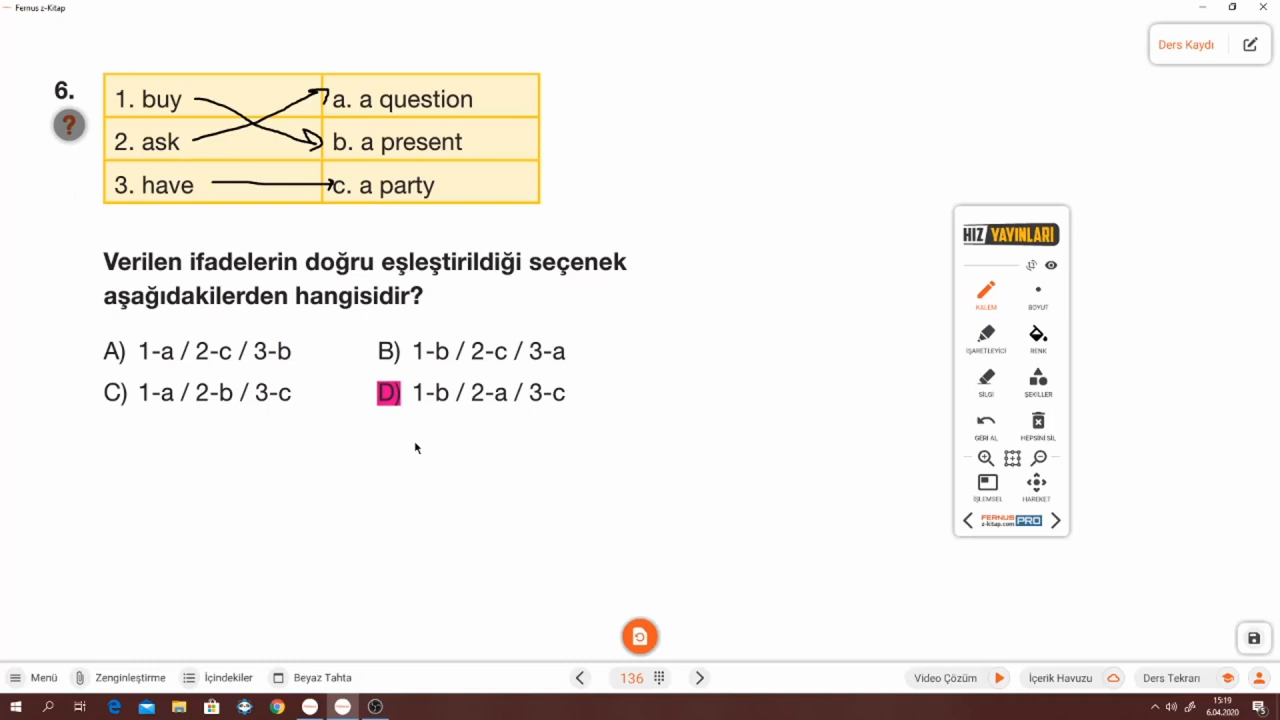 Fernus z-Kitap
Ders Kaydı
6.
?
1. buy a. a question
2. ask b. a present
3. have c. a party
Verilen ifadelerin doğru eşleştirildiği seçenek
aşağıdakilerden hangisidir?
A) 1-a / 2-c / 3-b B) 1-b / 2-c / 3-a
C) 1-a / 2-b / 3-c D) 1-b / 2-a / 3-c
HIZ YAYINLARI
KALEM BOYUT
İŞARETLEYİCİ RENK
SİLGİ ŞEKİLLER
GERİ AL HEPSİNİ SİL
İŞLEMSEL HAREKET
FERNUS
z-kitap.com PRO
Menü Zenginleştirme İçindekiler Beyaz Tahta 136 Video Çözüm İçerik Havuzu Ders Tekrarı
15:19
6.04.2020
5